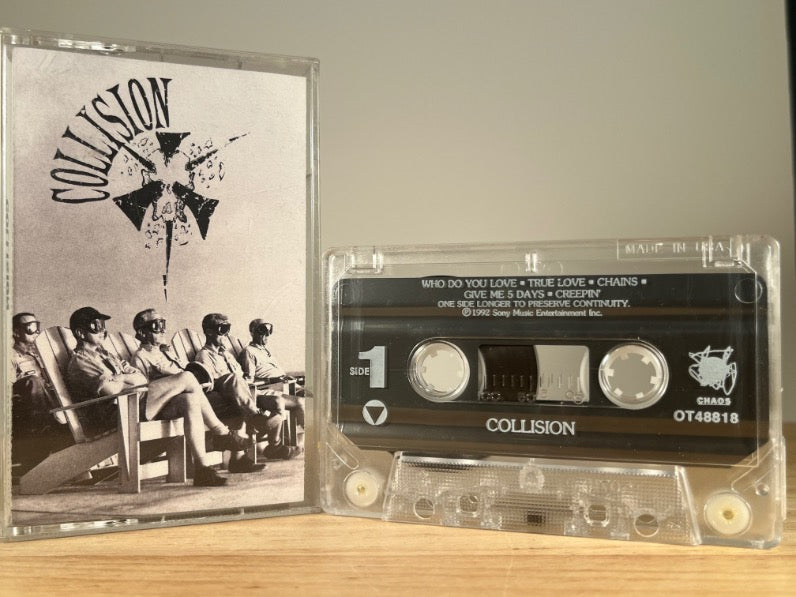 COLLISION
MADE IN USA
WHO DO YOU LOVE ▪ TRUE LOVE ▪ CHAINS ▪
GIVE ME 5 DAYS ▪ CREEPIN'
ONE SIDE LONGER TO PRESERVE CONTINUITY.
℗ 1992 Sony Music Entertainment Inc.
SIDE 1
CHAOS
OT48818
COLLISION